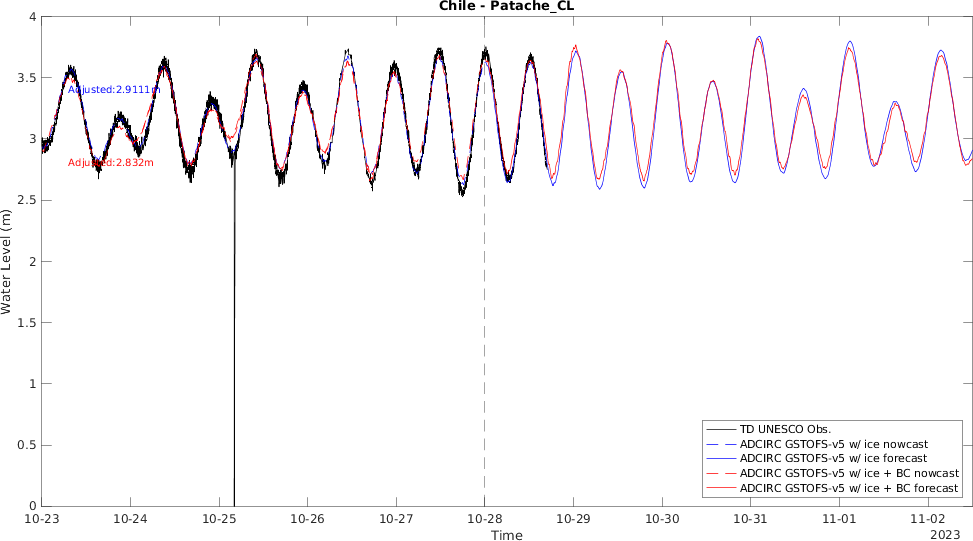 Chile - Patache_CL
4
3.5
3
2.5
2
1.5
1
0.5
0
Water Level (m)
Adjusted:2.9111m
Adjusted:2.832m
TD UNESCO Obs.
ADCIRC GSTOFS-v5 w/ ice nowcast
ADCIRC GSTOFS-v5 w/ ice forecast
ADCIRC GSTOFS-v5 w/ ice + BC nowcast
ADCIRC GSTOFS-v5 w/ ice + BC forecast
10-23 10-24 10-25 10-26 10-27 10-28 10-29 10-30 10-31 11-01 11-02
Time
2023